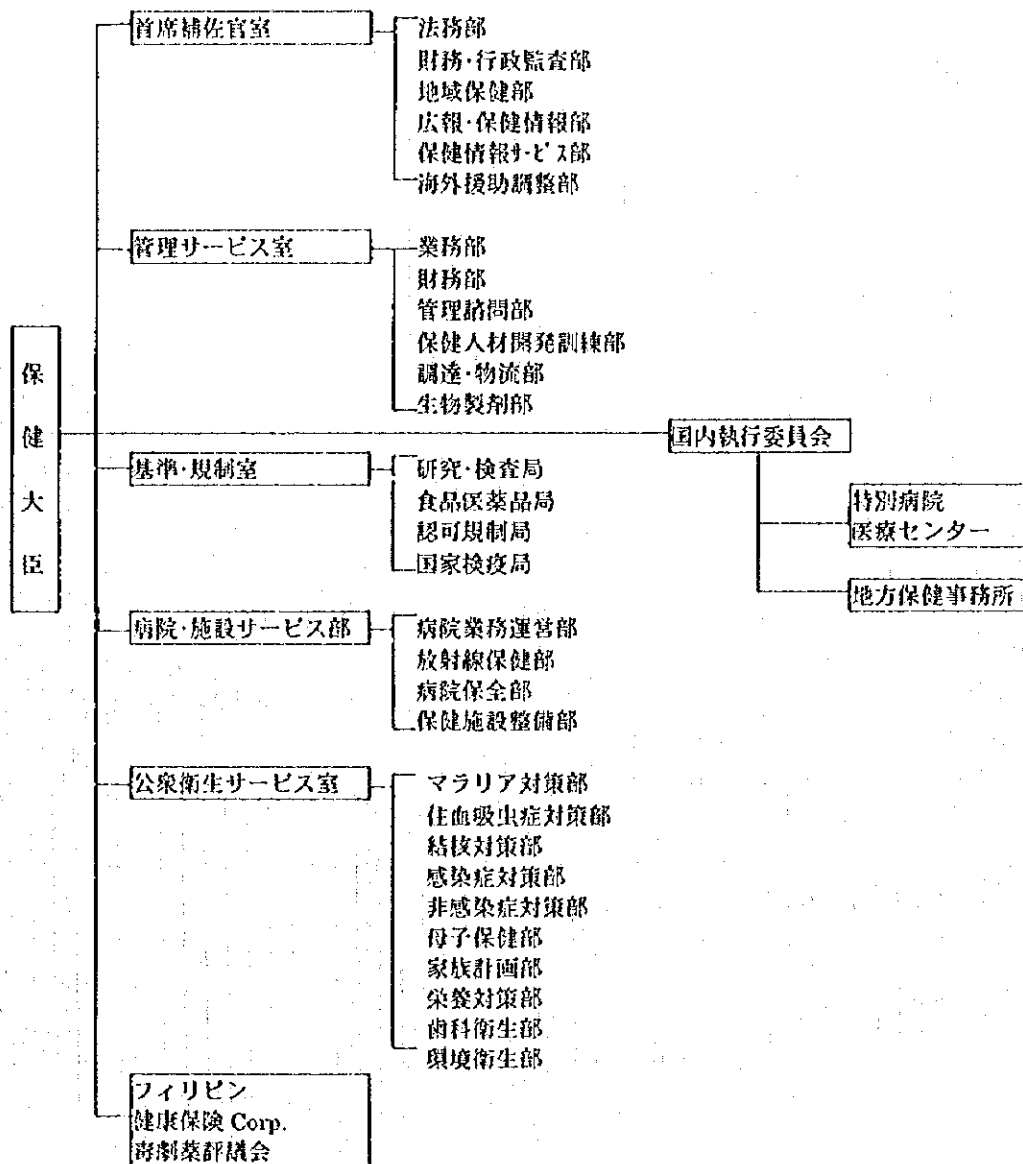 首席補佐官室
法務部
財務・行政監査部
地域保健部
広報・保健情報部
保健情報ｻｰﾋﾞｽ部
海外援助調整部
管理サービス室
業務部
財務部
管理諮問部
保健人材開発訓練部
調達・物流部
生物製剤部
保健大臣
国内執行委員会
特別病院
医療センター
地方保健事務所
基準・規制室
研究・検査局
食品医薬品局
認可規制局
国家検疫局
病院・施設サービス部
病院業務運営部
放射線保健部
病院保全部
保健施設整備部
公衆衛生サービス室
マラリア対策部
住血吸虫症対策部
結核対策部
感染症対策部
非感染症対策部
母子保健部
家族計画部
栄養対策部
歯科衛生部
環境衛生部
フィリピン
健康保険 Corp.
毒劇薬評議会